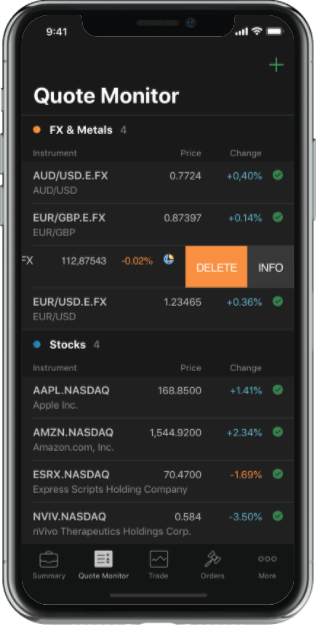 9:41
Quote Monitor
FX & Metals 4
Instrument Price Change
AUD/USD.E.FX 0.7724 +0,40%
AUD/USD
EUR/GBP.E.FX 0.87397 +0.14%
EUR/GBP
FX 112,87543 -0.02% DELETE INFO
EUR/USD.E.FX 1.23465 +0.36%
EUR/USD
Stocks 4
Instrument Price Change
AAPL.NASDAQ 168.8500 +1.41%
Apple Inc.
AMZN.NASDAQ 1,544.9200 +2.34%
Amazon.com, Inc.
ESRX.NASDAQ 70.4700 -1.69%
Express Scripts Holding Company
NVIV.NASDAQ 0.584 -3.50%
nVivo Therapeutics Holdings Corp.
Summary Quote Monitor Trade Orders More